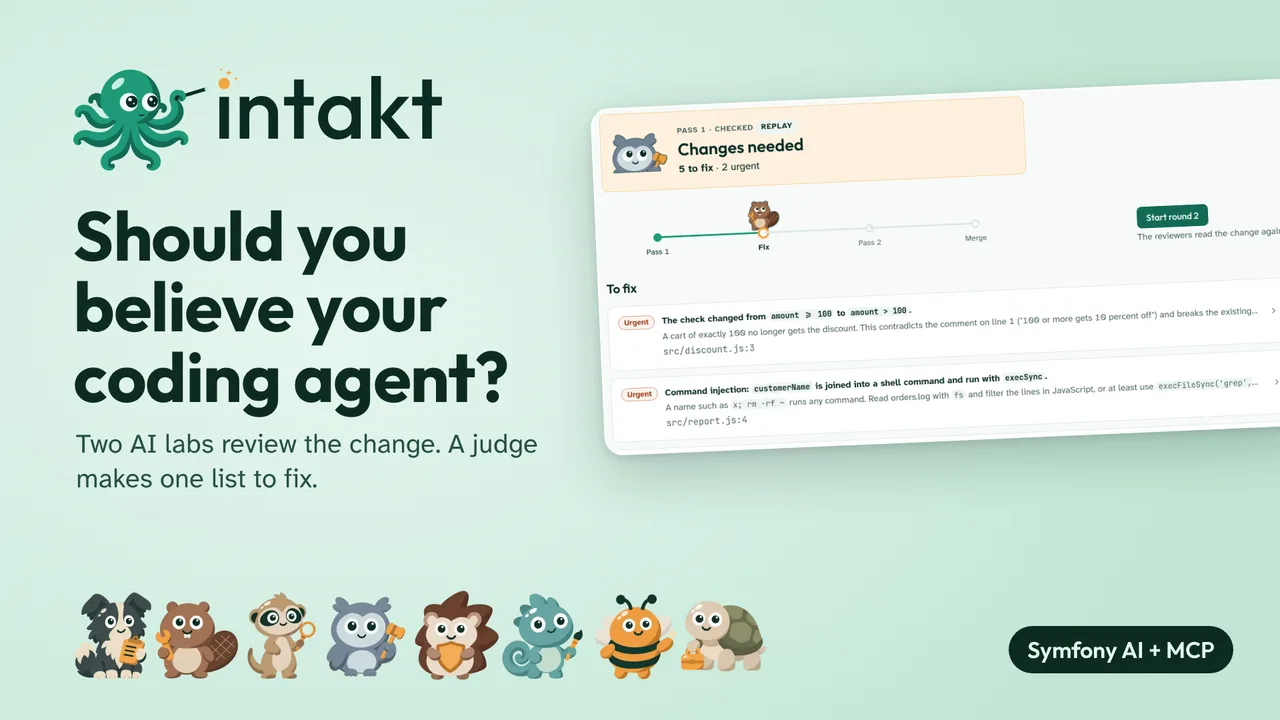 intakt
Should you
believe your
coding agent?
Two AI labs review the change. A judge
makes one list to fix.
PASS 1 · CHECKED REPLAY
Changes needed
5 to fix · 2 urgent
Pass 1
Fix
Pass 2
Merge
Start round 2
The reviewers read the change again
To fix
Urgent
The check changed from amount >= 100 to amount > 100.
A cart of exactly 100 no longer gets the discount. This contradicts the comment on line 1 ("100 or more gets 10 percent off") and breaks the existing…
src/discount.js:3
Urgent
Command injection: customerName is joined into a shell command and run with execSync.
A name such as x; rm -rf ~ runs any command. Read orders.log with fs and filter the lines in JavaScript, or at least use execFileSync('grep',…
src/report.js:4
Symfony AI + MCP